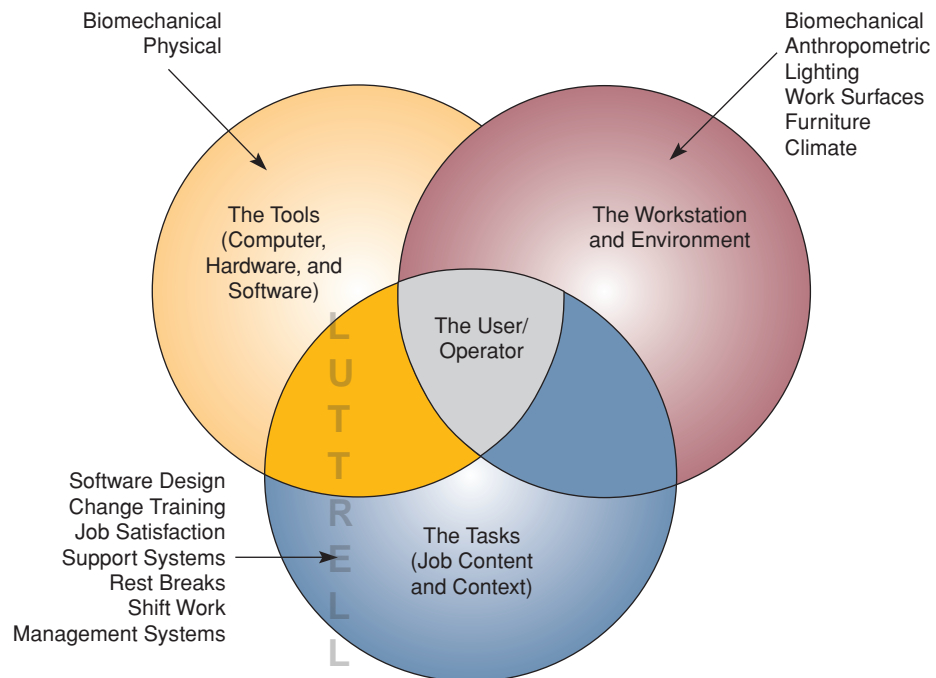 Biomechanical
Physical
Biomechanical
Anthropometric
Lighting
Work Surfaces
Furniture
Climate
The Tools
(Computer,
Hardware, and
Software)
The Workstation
and Environment
The User/
Operator
Software Design
Change Training
Job Satisfaction
Support Systems
Rest Breaks
Shift Work
Management Systems
The Tasks
(Job Content
and Context)
L
U
T
T
R
E
L
L